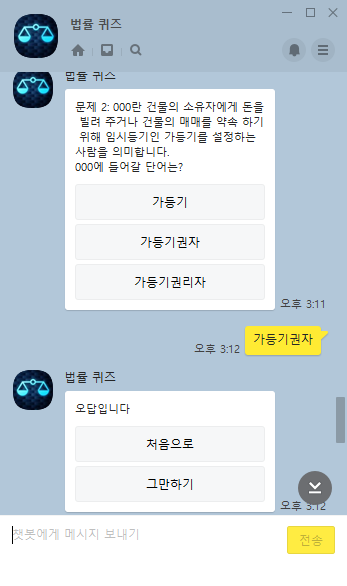 법률 퀴즈
법률 퀴즈
문제 2: 000란 건물의 소유자에게 돈을
빌려 주거나 건물의 매매를 약속 하기
위해 임시등기인 가등기를 설정하는
사람을 의미합니다.
000에 들어갈 단어는?
가등기
가등기권자
가등기권리자
오후 3:11
가등기권자
오후 3:12
법률 퀴즈
오답입니다
처음으로
그만하기
오후 3:12
챗봇에게 메시지 보내기
전송